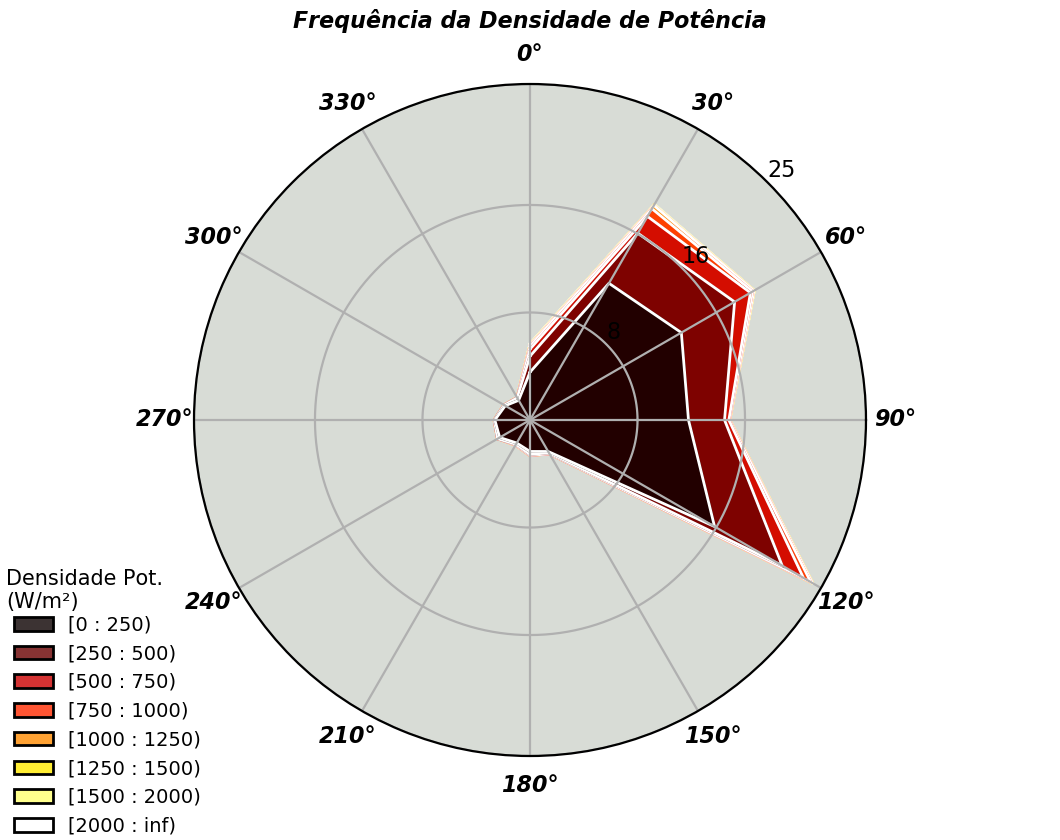 Frequência da Densidade de Potência
0°
330°
30°
25
300°
60°
16
8
270°
90°
240°
120°
210°
150°
180°
Densidade Pot.
(W/m²)
[0 : 250)
[250 : 500)
[500 : 750)
[750 : 1000)
[1000 : 1250)
[1250 : 1500)
[1500 : 2000)
[2000 : inf)